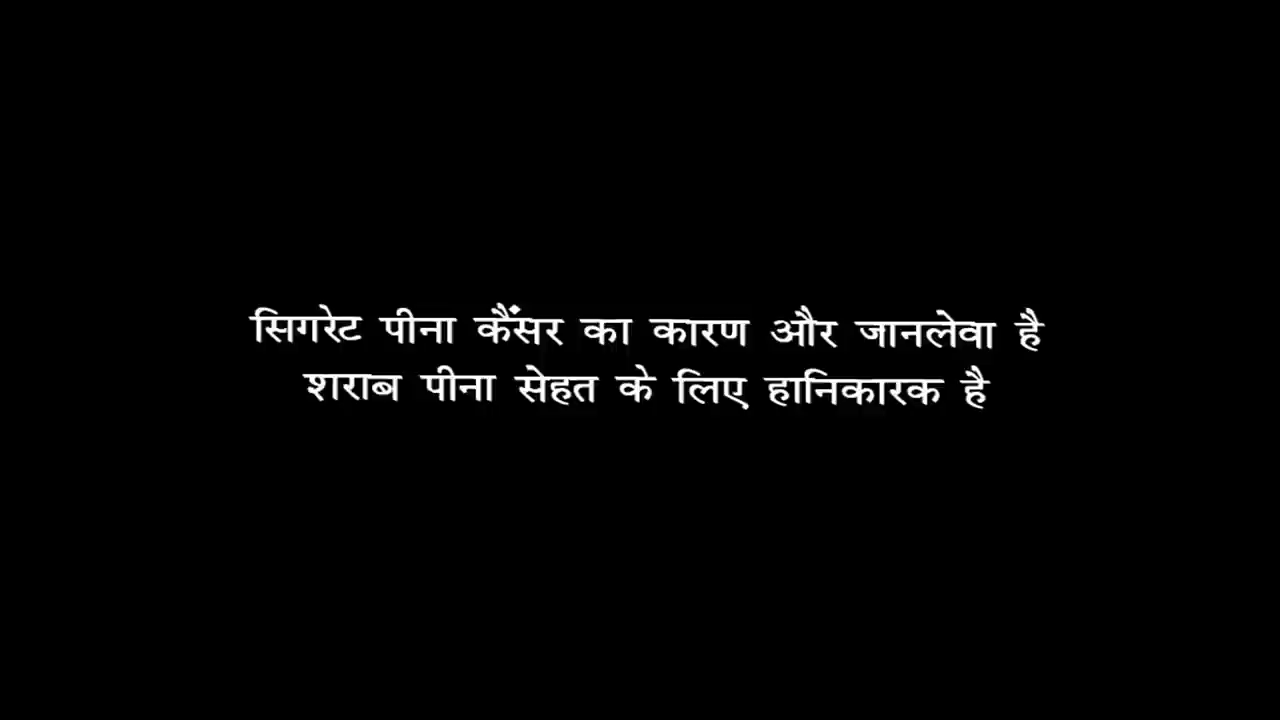 सिगरेट पीना कैंसर का कारण और जानलेवा है
शराब पीना सेहत के लिए हानिकारक है